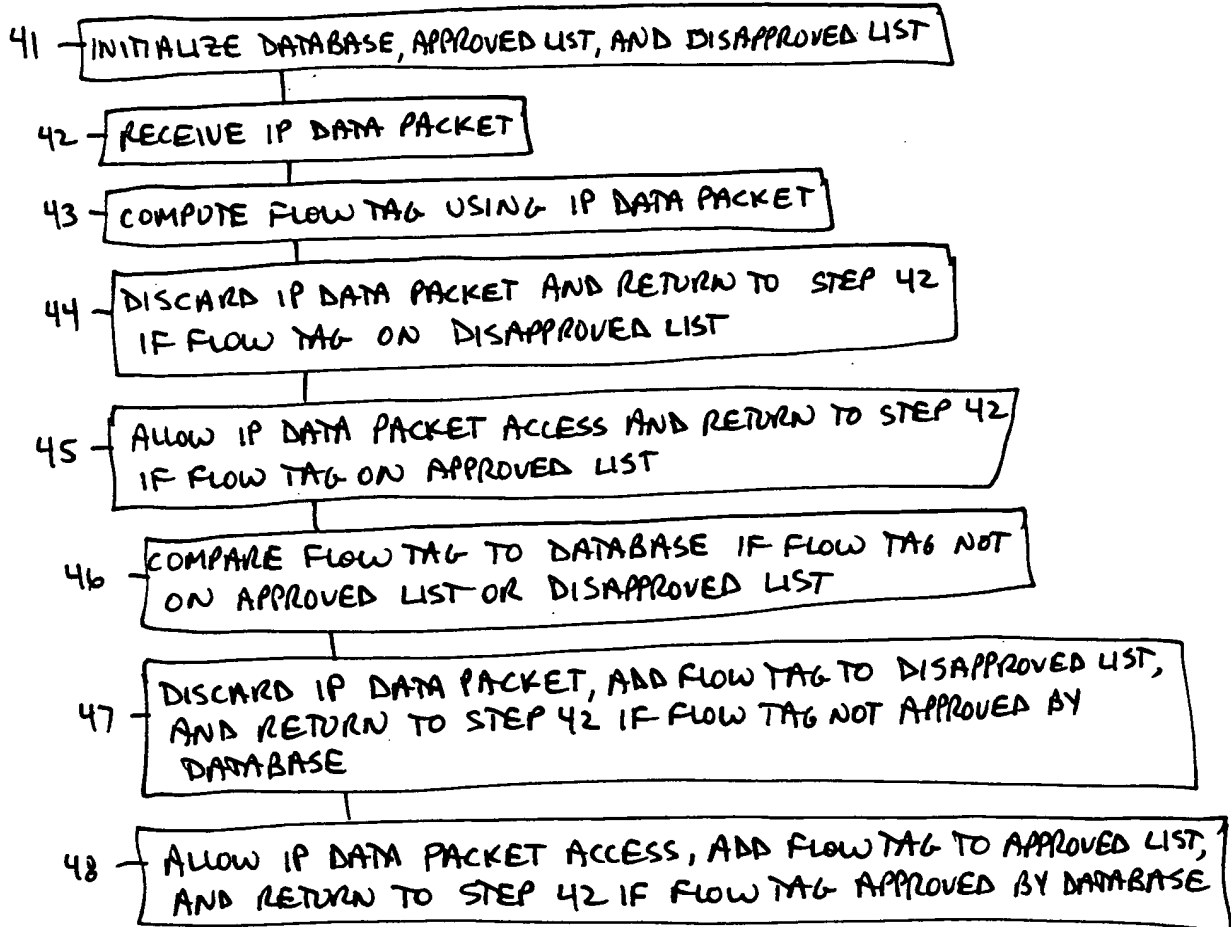 41 INITIALIZE DATABASE, APPROVED LIST, AND DISAPPROVED LIST
42 RECEIVE IP DATA PACKET
43 COMPUTE FLOW TAG USING IP DATA PACKET
44 DISCARD IP DATA PACKET AND RETURN TO STEP 42
IF FLOW TAG ON DISAPPROVED LIST
45 ALLOW IP DATA PACKET ACCESS AND RETURN TO STEP 42
IF FLOW TAG ON APPROVED LIST
46 COMPARE FLOW TAG TO DATABASE IF FLOW TAG NOT
ON APPROVED LIST OR DISAPPROVED LIST
47 DISCARD IP DATA PACKET, ADD FLOW TAG TO DISAPPROVED LIST,
AND RETURN TO STEP 42 IF FLOW TAG NOT APPROVED BY
DATABASE
48 ALLOW IP DATA PACKET ACCESS, ADD FLOW TAG TO APPROVED LIST,
AND RETURN TO STEP 42 IF FLOW TAG APPROVED BY DATABASE